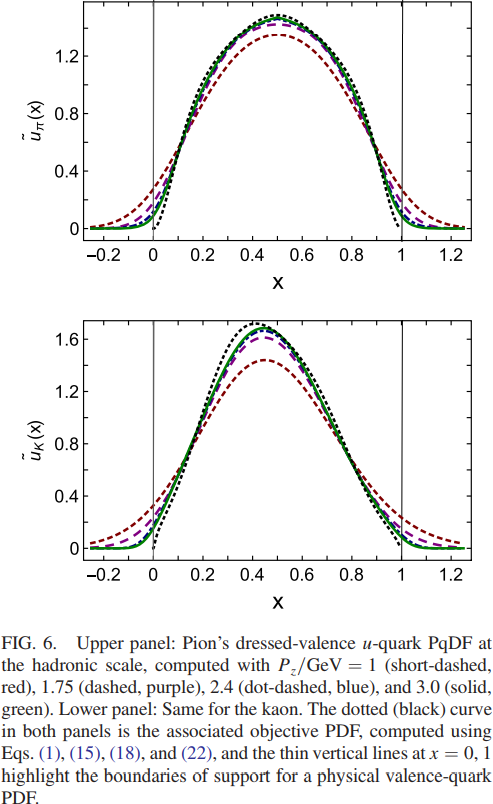 1.2
0.8
0.4
0
ũπ(x)
−0.2 0 0.2 0.4 0.6 0.8 1 1.2
x
1.6
1.2
0.8
0.4
0
ũK(x)
−0.2 0 0.2 0.4 0.6 0.8 1 1.2
x
FIG. 6. Upper panel: Pion's dressed-valence u-quark PqDF at
the hadronic scale, computed with Pz/GeV = 1 (short-dashed,
red), 1.75 (dashed, purple), 2.4 (dot-dashed, blue), and 3.0 (solid,
green). Lower panel: Same for the kaon. The dotted (black) curve
in both panels is the associated objective PDF, computed using
Eqs. (1), (15), (18), and (22), and the thin vertical lines at x = 0, 1
highlight the boundaries of support for a physical valence-quark
PDF.